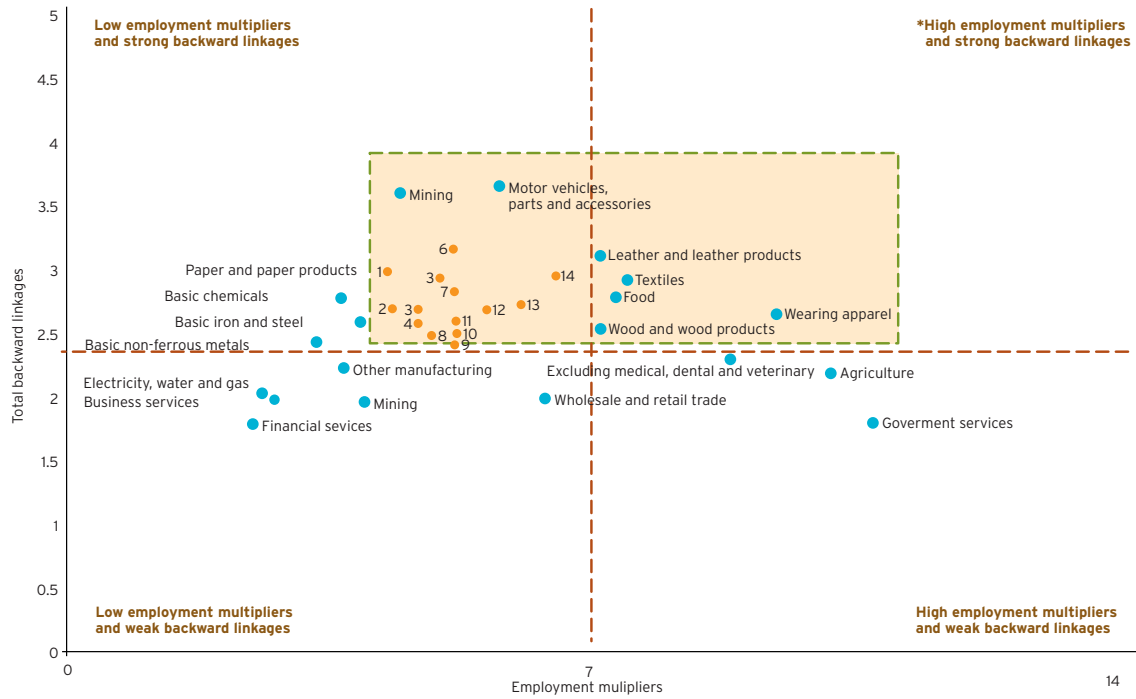 5
Low employment multipliers
and strong backward linkages
*High employment multipliers
and strong backward linkages
4.5
4
3.5
Mining
Motor vehicles,
parts and accessories
6
Leather and leather products
3
Paper and paper products
1
3
14
Textiles
7
Food
Basic chemicals
2
3
12
13
Wearing apparel
Basic iron and steel
4
11
Wood and wood products
2.5
8
10
Basic non-ferrous metals
9
Other manufacturing
Excluding medical, dental and veterinary
Agriculture
Electricity, water and gas
2
Business services
Mining
Wholesale and retail trade
Financial sevices
Goverment services
1.5
1
0.5
Low employment multipliers
and weak backward linkages
High employment multipliers
and weak backward linkages
0
0
7
14
Employment mulipliers
Total backward linkages